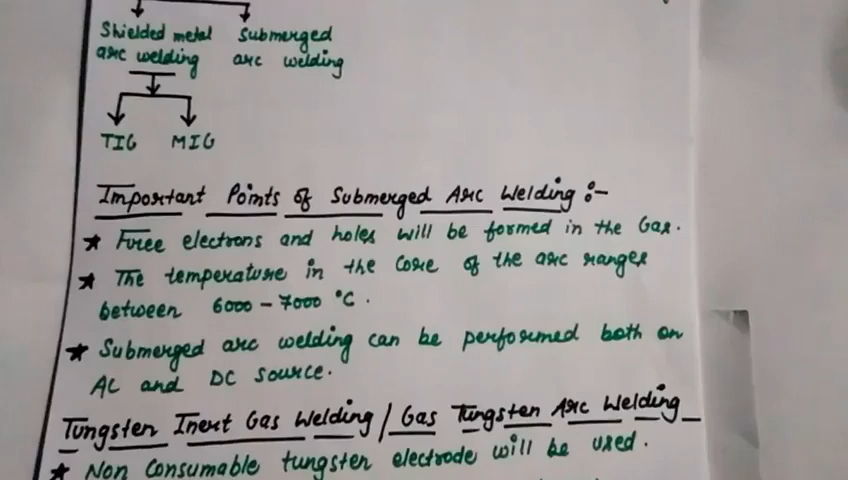 Shielded metal Submerged
arc welding arc welding
TIG MIG
Important Points of Submerged Arc Welding :-
★ Free electrons and holes will be formed in the Gas.
★ The temperature in the core of the arc ranges
between 6000 - 7000 °C.
★ Submerged arc welding can be performed both on
AC and DC source.
Tungsten Inert Gas Welding / Gas Tungsten Arc Welding
★ Non Consumable tungsten electrode will be used.